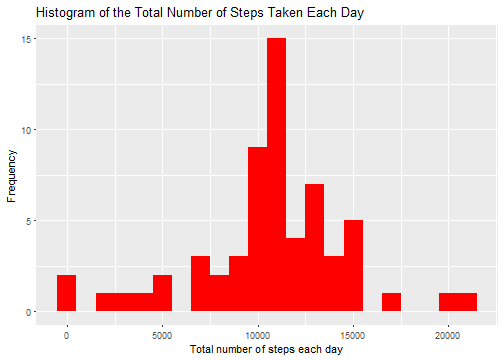 Histogram of the Total Number of Steps Taken Each Day
15
10
5
0
Frequency
0 5000 10000 15000 20000
Total number of steps each day